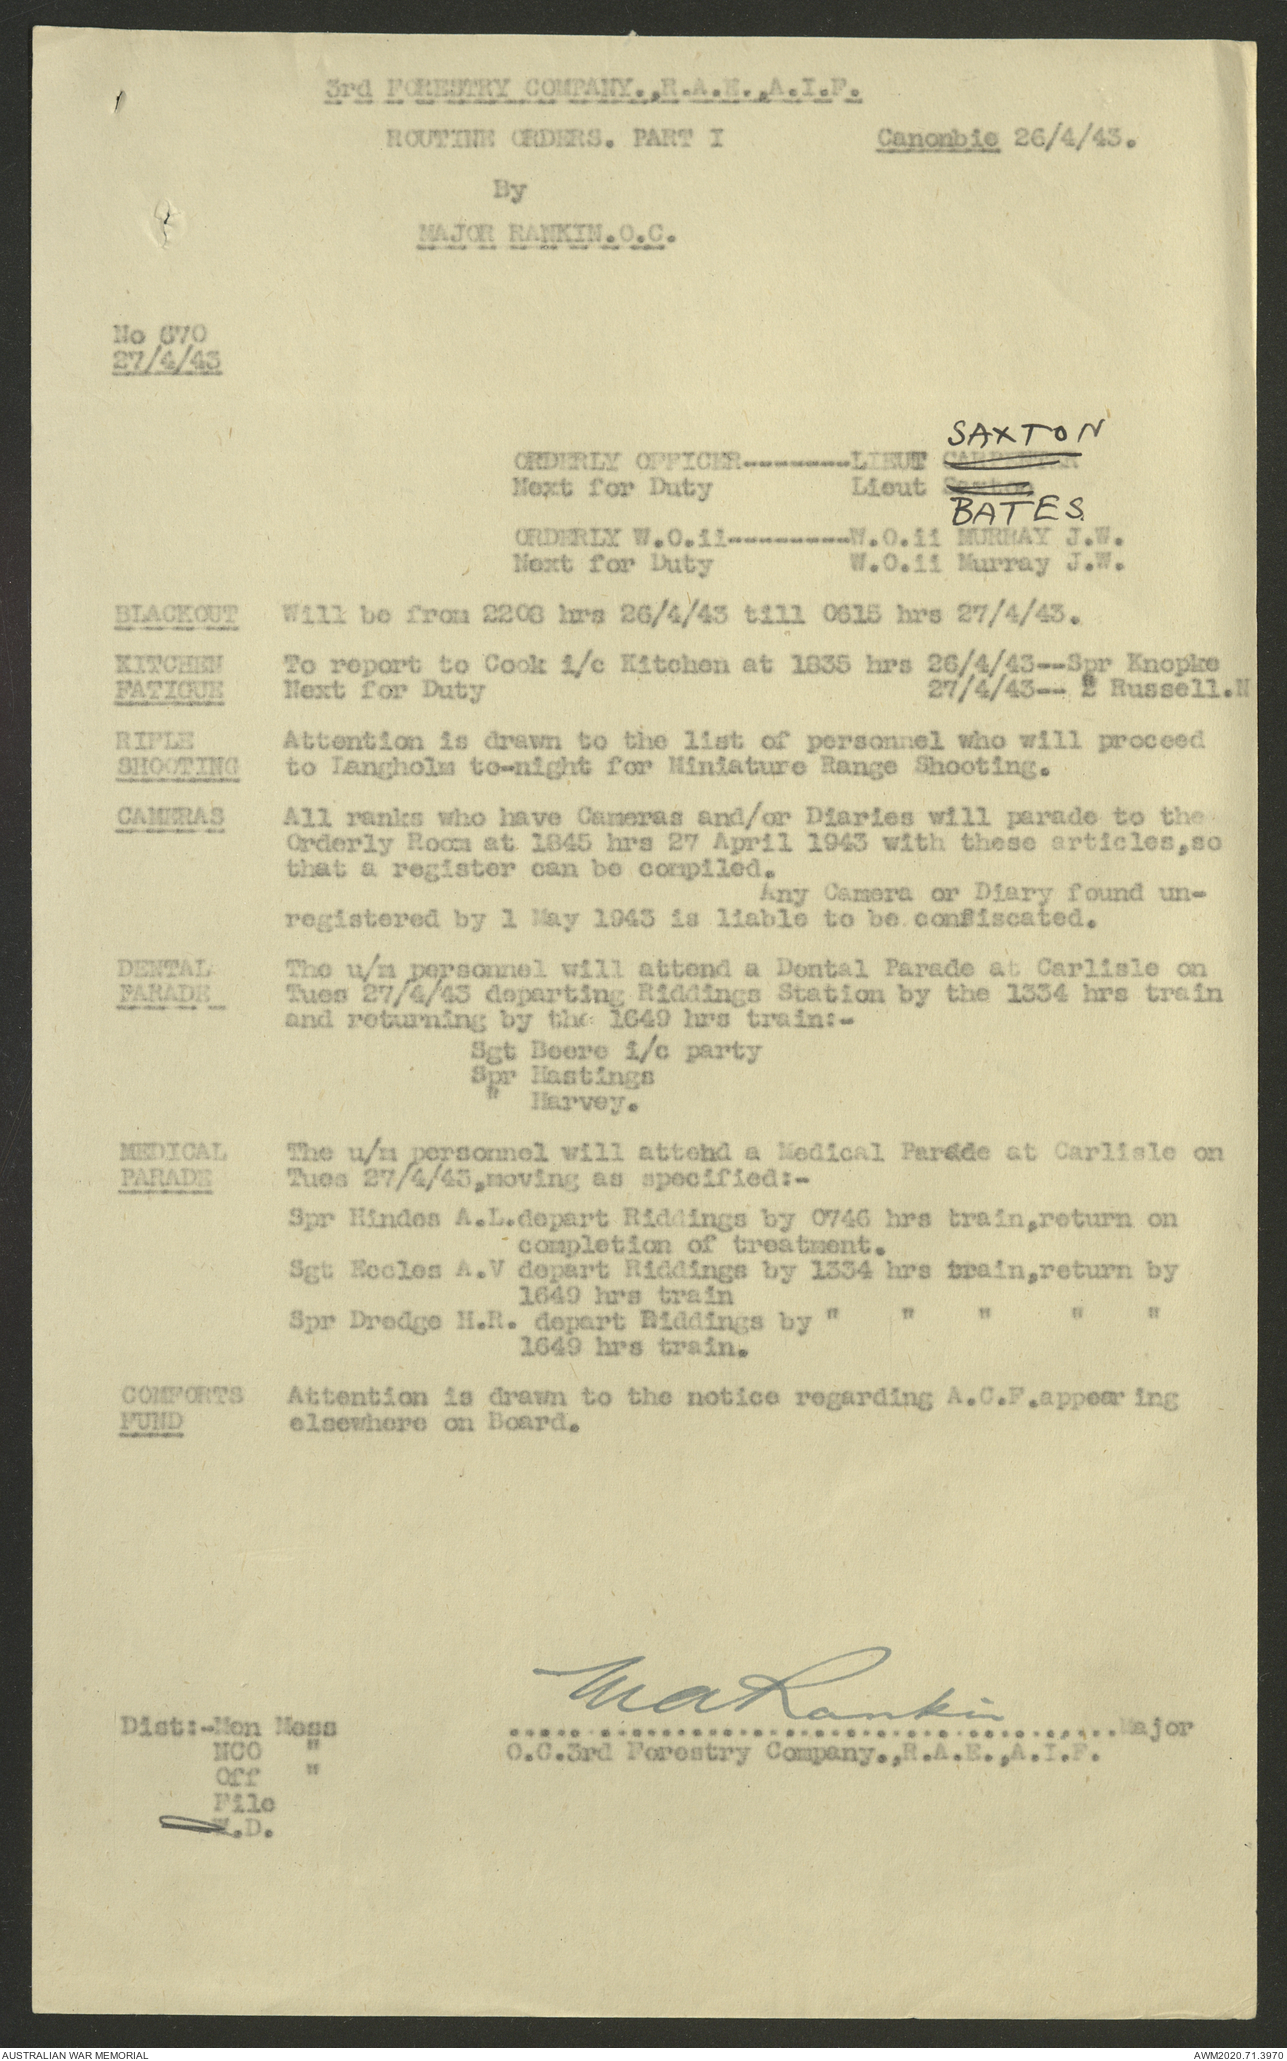 3rd FORESTRY COMPANY.,R.A.E.,A.I.F.
ROUTINE ORDERS. PART I Canonbie 26/4/43.
By
MAJOR RANKIN.O.C.
No 670
27/4/43
SAXTON
ORDERLY OFFICER---------LIEUT CARPENTER
Next for Duty Lieut Saxton
BATES
ORDERLY W.O.ii----------W.O.ii MURRAY J.W.
Next for Duty W.O.ii Murray J.W.
BLACKOUT Will be from 2208 hrs 26/4/43 till 0615 hrs 27/4/43.
KITCHEN To report to Cook i/c Kitchen at 1835 hrs 26/4/43--Spr Knopke
FATIGUE Next for Duty 27/4/43-- " Russell.N
RIFLE Attention is drawn to the list of personnel who will proceed
SHOOTING to Langholm to-night for Miniature Range Shooting.
CAMERAS All ranks who have Cameras and/or Diaries will parade to the
Orderly Room at 1845 hrs 27 April 1943 with these articles,so
that a register can be compiled.
Any Camera or Diary found un-
registered by 1 May 1943 is liable to be confiscated.
DENTAL The u/m personnel will attend a Dental Parade at Carlisle on
PARADE Tues 27/4/43 departing Riddings Station by the 1334 hrs train
and returning by the 1649 hrs train:-
Sgt Beere i/c party
Spr Hastings
" Harvey.
MEDICAL The u/m personnel will attend a Medical Parade at Carlisle on
PARADE Tues 27/4/43,moving as specified:-
Spr Hindes A.L.depart Riddings by 0746 hrs train,return on
completion of treatment.
Sgt Eccles A.V depart Riddings by 1334 hrs train,return by
1649 hrs train
Spr Dredge H.R. depart Riddings by " " " " "
1649 hrs train.
COMFORTS Attention is drawn to the notice regarding A.C.F.appearing
FUND elsewhere on Board.
MA Rankin
Dist:-Men Mess ........................................Major
NCO " O.C.3rd Forestry Company.,R.A.E.,A.I.F.
Off "
File
W.D.
AUSTRALIAN WAR MEMORIAL AWM2020.71.3970